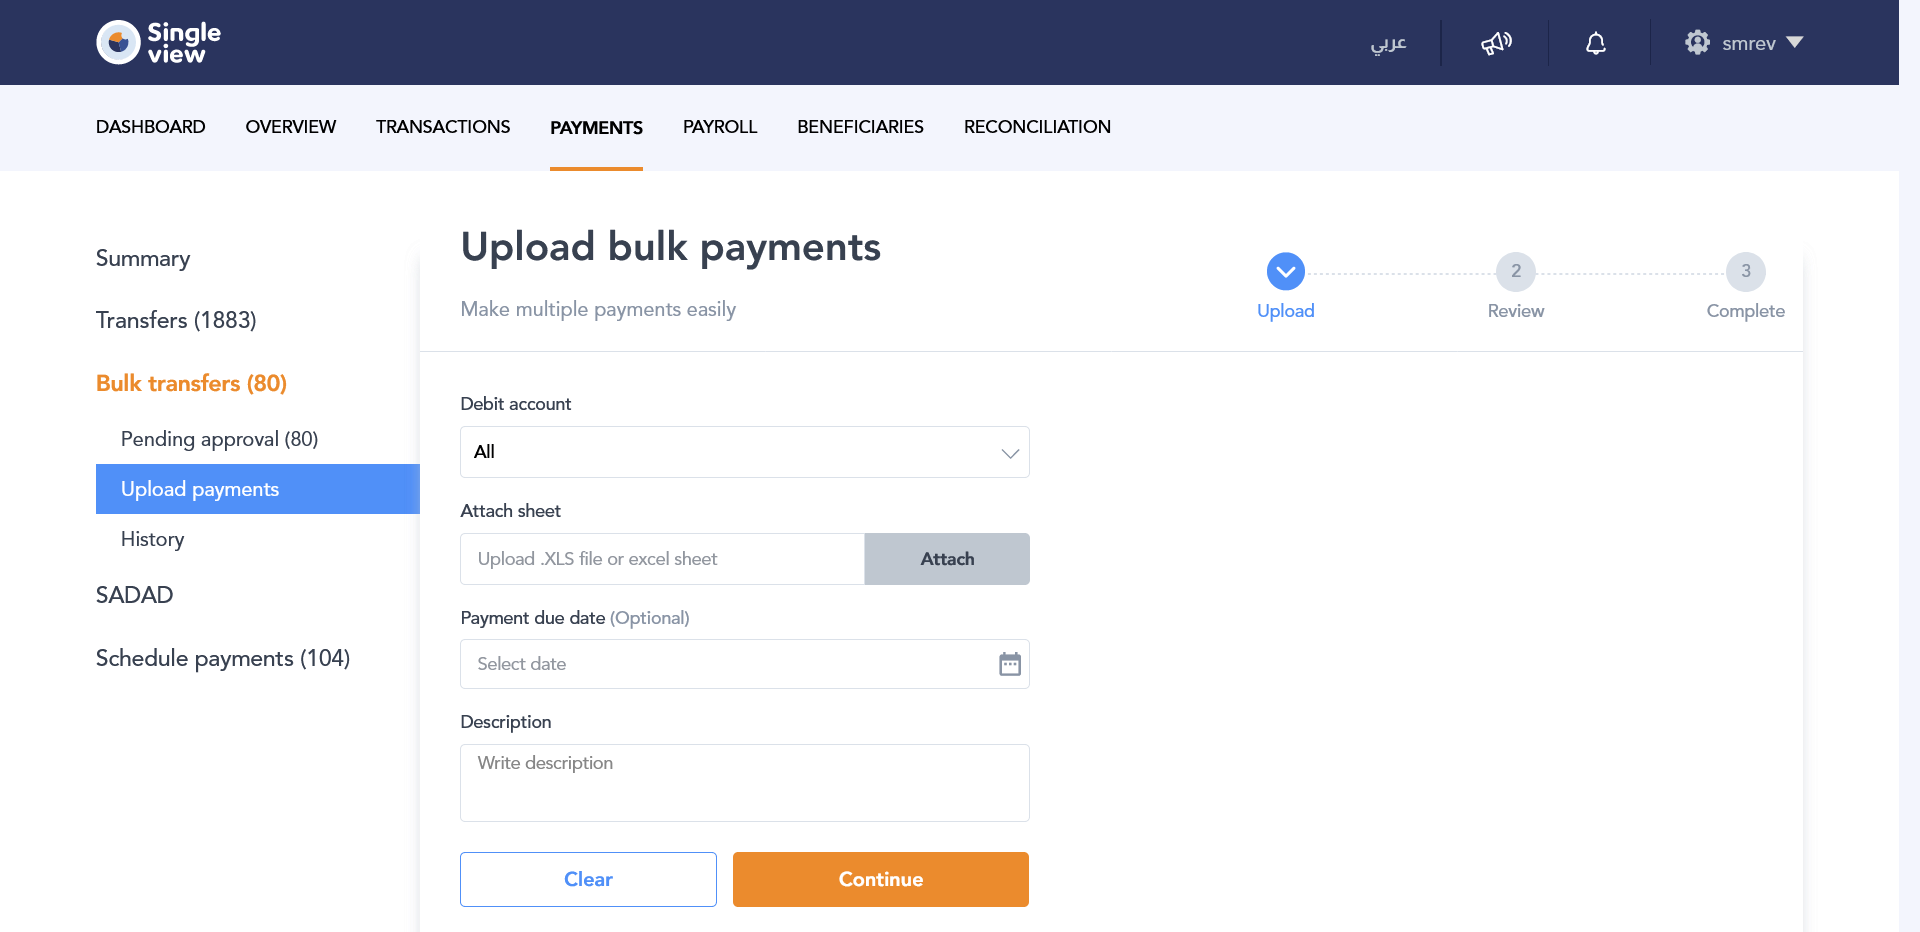 Single
view
عربي
smrev
DASHBOARD
OVERVIEW
TRANSACTIONS
PAYMENTS
PAYROLL
BENEFICIARIES
RECONCILIATION
Summary
Transfers (1883)
Bulk transfers (80)
Pending approval (80)
Upload payments
History
SADAD
Schedule payments (104)
Upload bulk payments
Make multiple payments easily
Upload
2
Review
3
Complete
Debit account
All
Attach sheet
Upload .XLS file or excel sheet
Attach
Payment due date (Optional)
Select date
Description
Write description
Clear
Continue